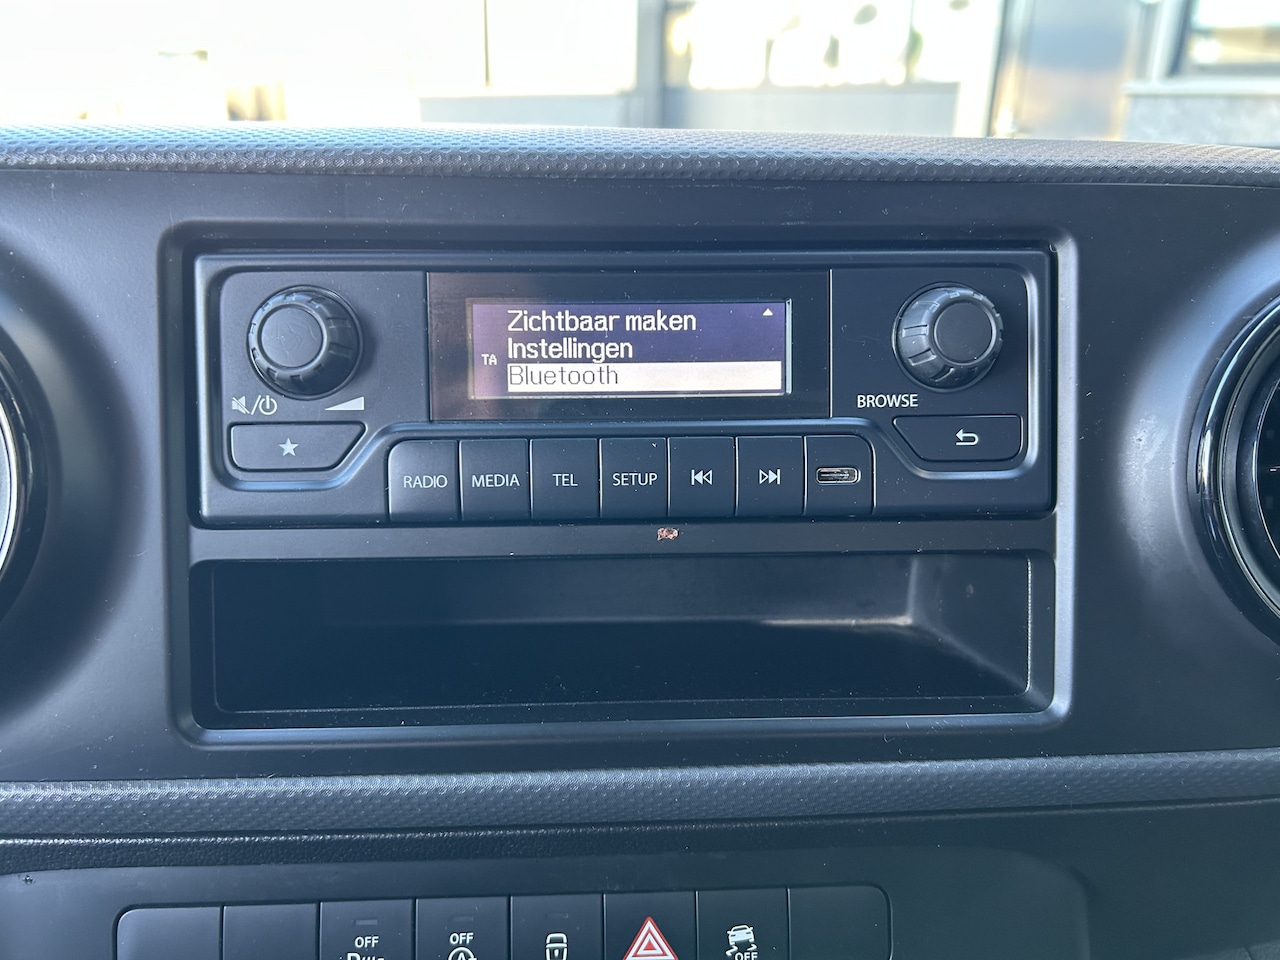 Zichtbaar maken
Instellingen
TA
Bluetooth
BROWSE
RADIO MEDIA TEL SETUP
OFF OFF
OFF